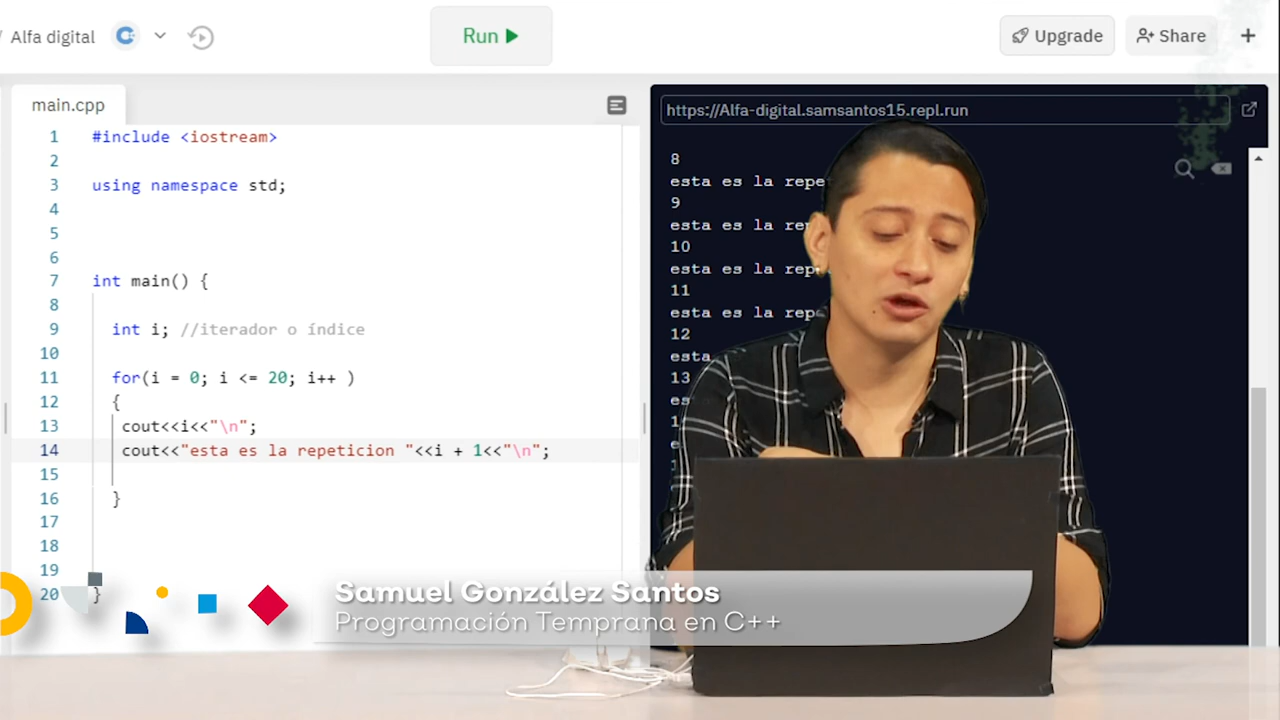 Alfa digital
Run
Upgrade
Share
main.cpp
https://Alfa-digital.samsantos15.repl.run
1 #include <iostream>
2
3 using namespace std;
4
5
6
7 int main() {
8
9 int i; //iterador o índice
10
11 for(i = 0; i <= 20; i++ )
12 {
13 cout<<i<<"\n";
14 cout<<"esta es la repeticion "<<i + 1<<"\n";
15
16 }
17
18
19
20 }
8
esta es la
9
esta es la
10
esta es la
11
esta es la
12
esta
13
Samuel González Santos
Programación Temprana en C++